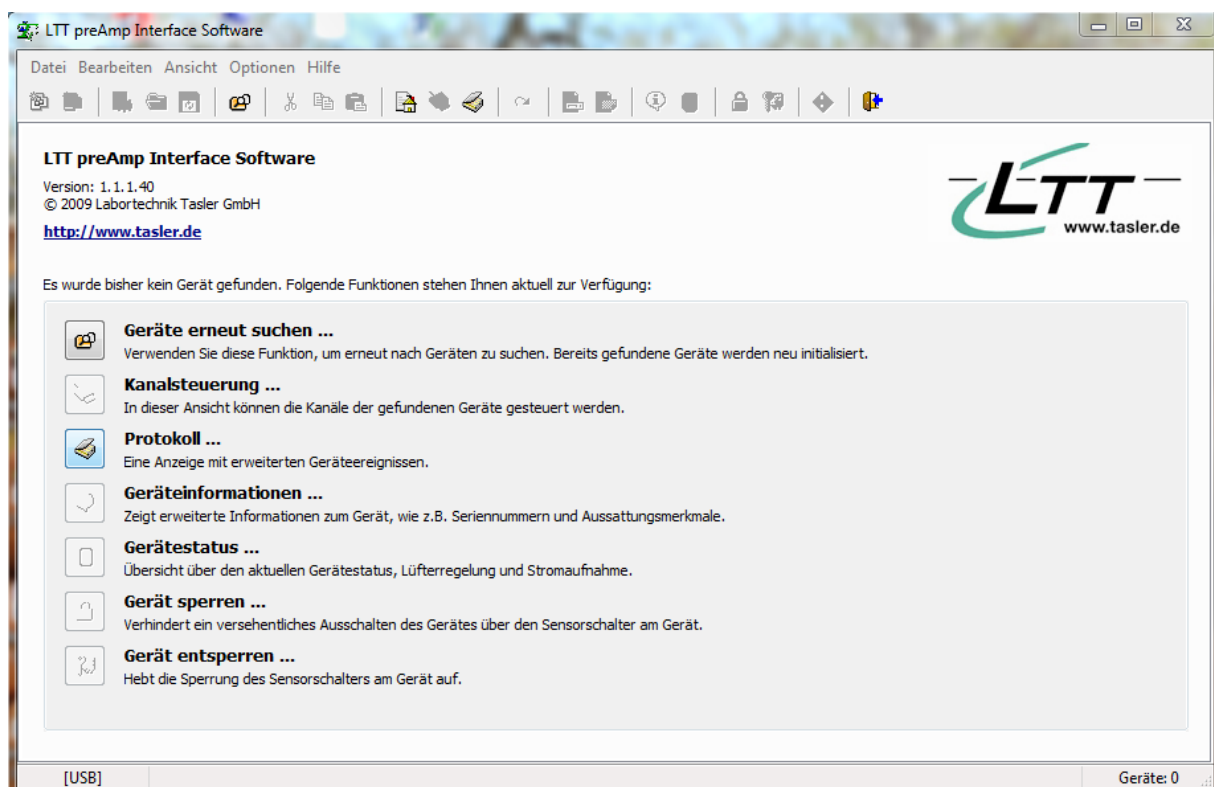 LTT preAmp Interface Software
Datei Bearbeiten Ansicht Optionen Hilfe
LTT preAmp Interface Software
Version: 1.1.1.40
© 2009 Labortechnik Tasler GmbH
http://www.tasler.de
LTT
www.tasler.de
Es wurde bisher kein Gerät gefunden. Folgende Funktionen stehen Ihnen aktuell zur Verfügung:
Geräte erneut suchen ...
Verwenden Sie diese Funktion, um erneut nach Geräten zu suchen. Bereits gefundene Geräte werden neu initialisiert.
Kanalsteuerung ...
In dieser Ansicht können die Kanäle der gefundenen Geräte gesteuert werden.
Protokoll ...
Eine Anzeige mit erweiterten Geräteereignissen.
Geräteinformationen ...
Zeigt erweiterte Informationen zum Gerät, wie z.B. Seriennummern und Aussattungsmerkmale.
Gerätestatus ...
Übersicht über den aktuellen Gerätestatus, Lüfterregelung und Stromaufnahme.
Gerät sperren ...
Verhindert ein versehentliches Ausschalten des Gerätes über den Sensorschalter am Gerät.
Gerät entsperren ...
Hebt die Sperrung des Sensorschalters am Gerät auf.
[USB]
Geräte: 0